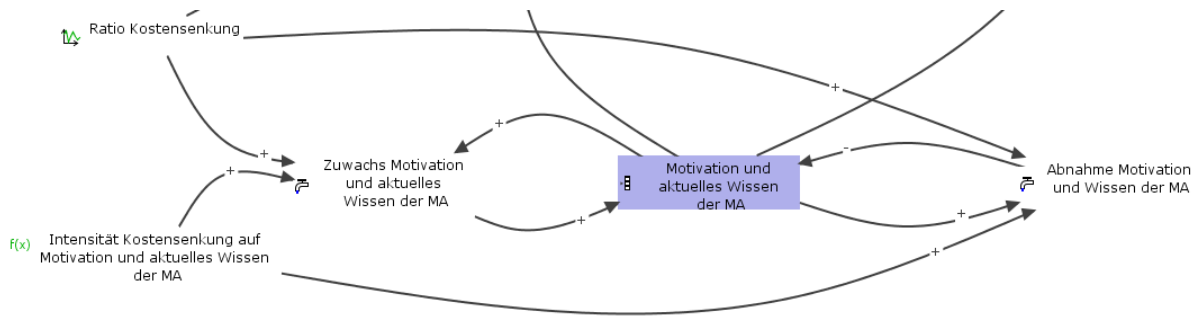 Ratio Kostensenkung
+
+
+
+
-
Zuwachs Motivation
und aktuelles
Wissen der MA
Motivation und
aktuelles Wissen
der MA
Abnahme Motivation
und Wissen der MA
+
+
f(x)
Intensität Kostensenkung auf
Motivation und aktuelles Wissen
der MA
+